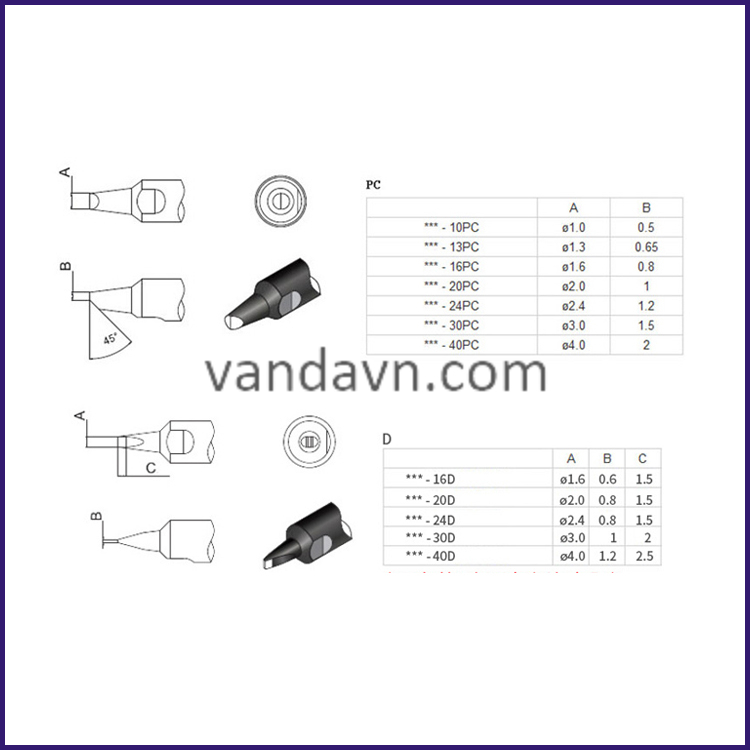 PC
A
A B
*** - 10PC ø1.0 0.5
*** - 13PC ø1.3 0.65
*** - 16PC ø1.6 0.8
*** - 20PC ø2.0 1
*** - 24PC ø2.4 1.2
*** - 30PC ø3.0 1.5
*** - 40PC ø4.0 2
B
45°
vandavn.com
A
C
B
D
A B C
*** - 16D ø1.6 0.6 1.5
*** - 20D ø2.0 0.8 1.5
*** - 24D ø2.4 0.8 1.5
*** - 30D ø3.0 1 2
*** - 40D ø4.0 1.2 2.5